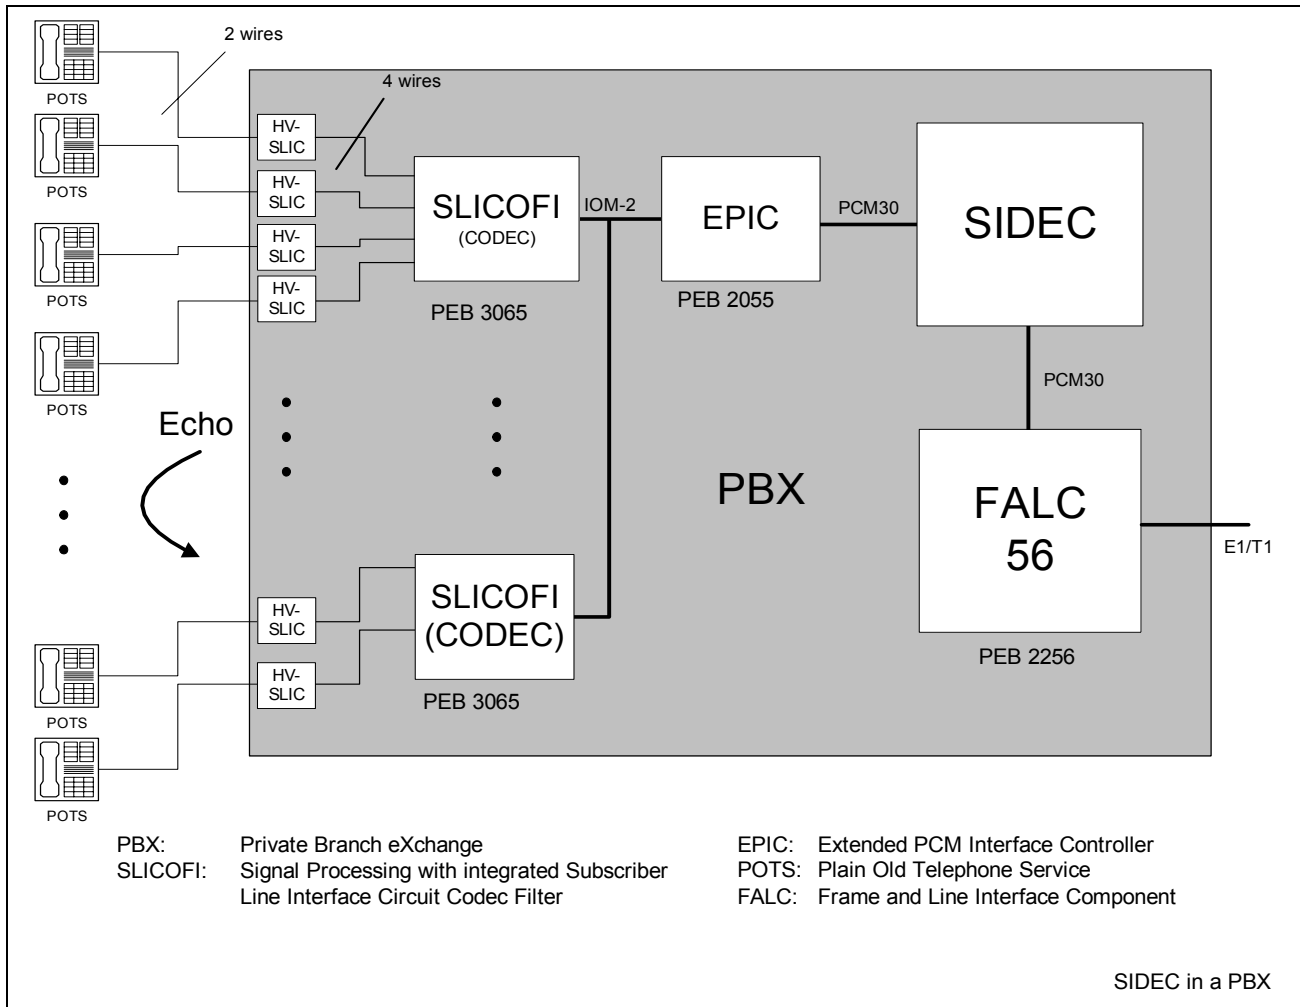 2 wires
4 wires
POTS
POTS
POTS
POTS
HV-
SLIC
HV-
SLIC
HV-
SLIC
HV-
SLIC
SLICOFI
(CODEC)
PEB 3065
IOM-2
EPIC
PEB 2055
PCM30
SIDEC
PCM30
Echo
PBX
FALC
56
PEB 2256
E1/T1
HV-
SLIC
HV-
SLIC
SLICOFI
(CODEC)
PEB 3065
POTS
POTS
PBX: Private Branch eXchange
SLICOFI: Signal Processing with integrated Subscriber
Line Interface Circuit Codec Filter
EPIC: Extended PCM Interface Controller
POTS: Plain Old Telephone Service
FALC: Frame and Line Interface Component
SIDEC in a PBX